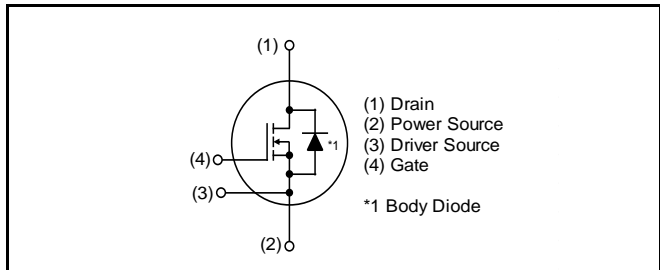 (1)
(1) Drain
(2) Power Source
(3) Driver Source
(4) Gate
*1
(4)
(3)
*1 Body Diode
(2)